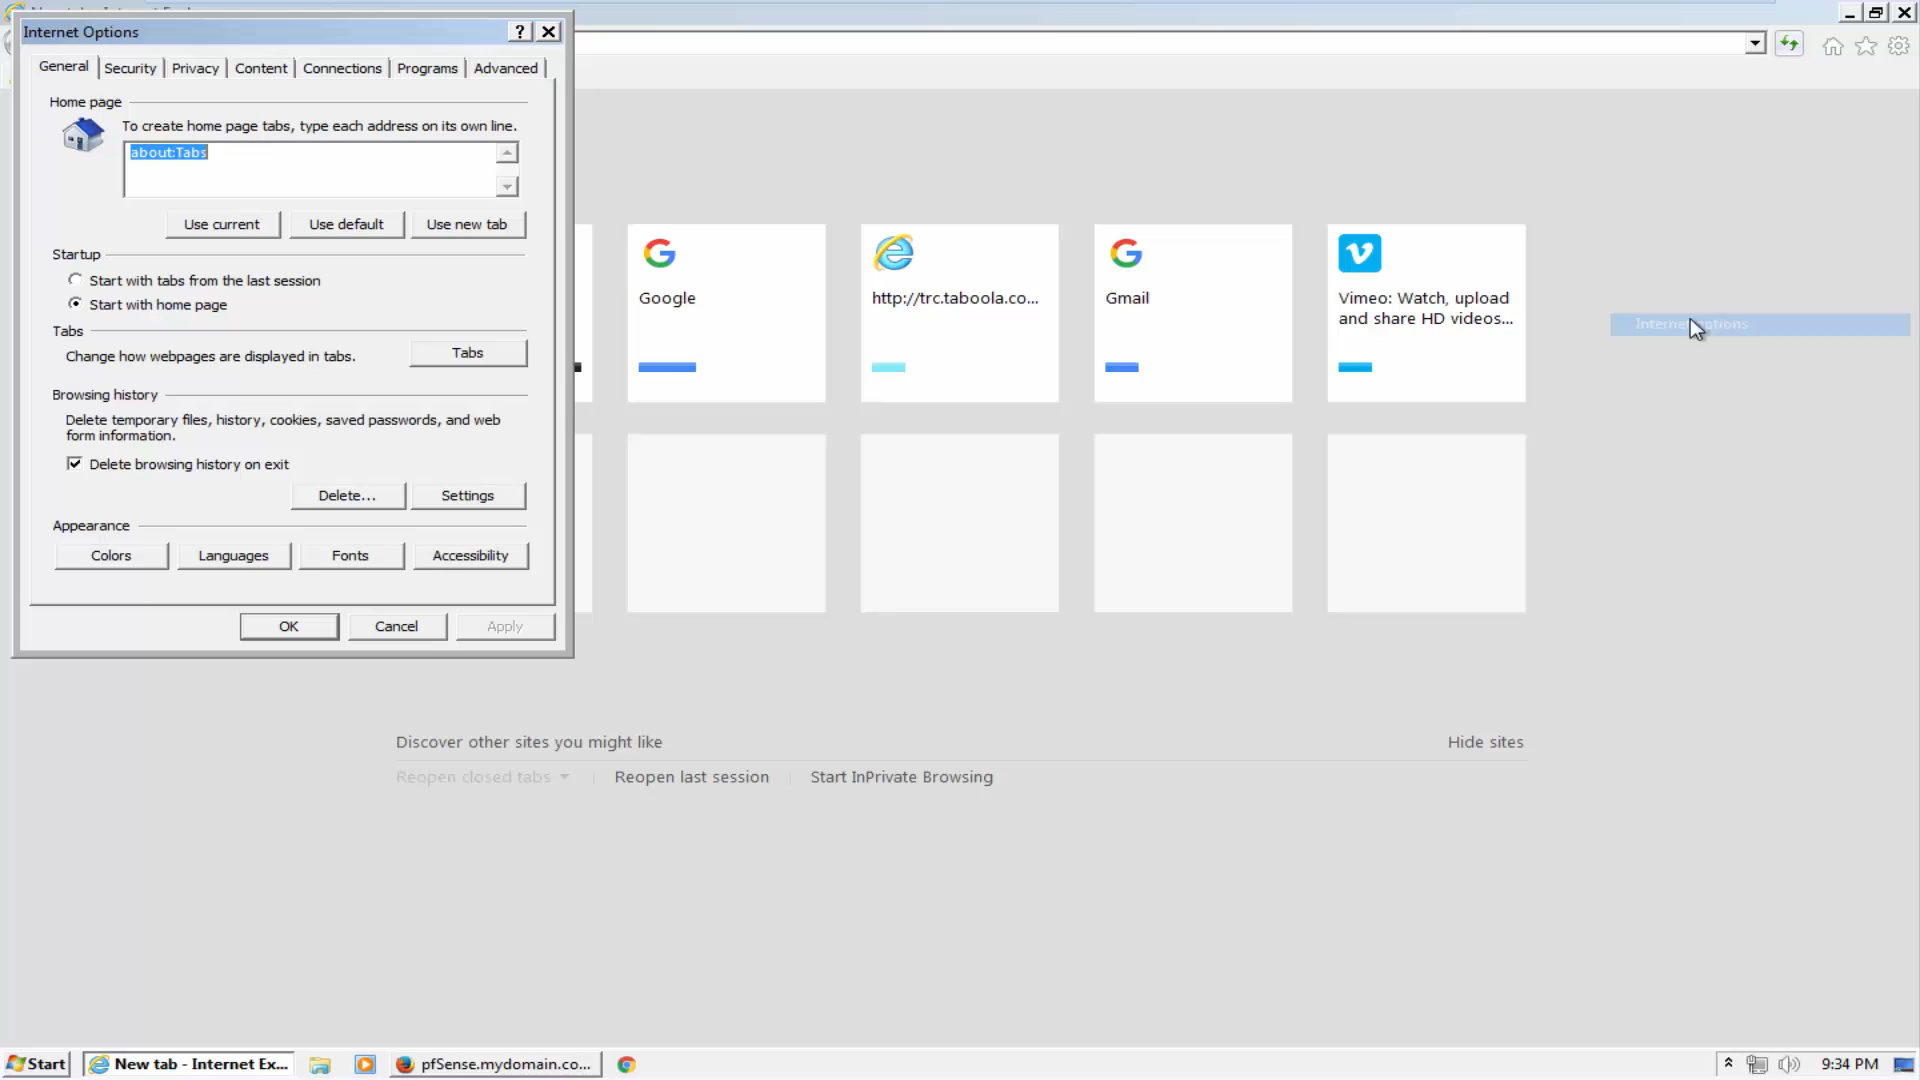 Internet Options
?
General
Security
Privacy
Content
Connections
Programs
Advanced
Home page
To create home page tabs, type each address on its own line.
about:Tabs
Use current
Use default
Use new tab
Startup
Start with tabs from the last session
Start with home page
Tabs
Change how webpages are displayed in tabs.
Tabs
Browsing history
Delete temporary files, history, cookies, saved passwords, and web
form information.
Delete browsing history on exit
Delete...
Settings
Appearance
Colors
Languages
Fonts
Accessibility
OK
Cancel
Apply
Google
http://trc.taboola.co...
Gmail
Vimeo: Watch, upload
and share HD videos...
Internet options
Discover other sites you might like
Hide sites
Reopen closed tabs
Reopen last session
Start InPrivate Browsing
Start
New tab - Internet Ex...
pfSense.mydomain.co...
9:34 PM